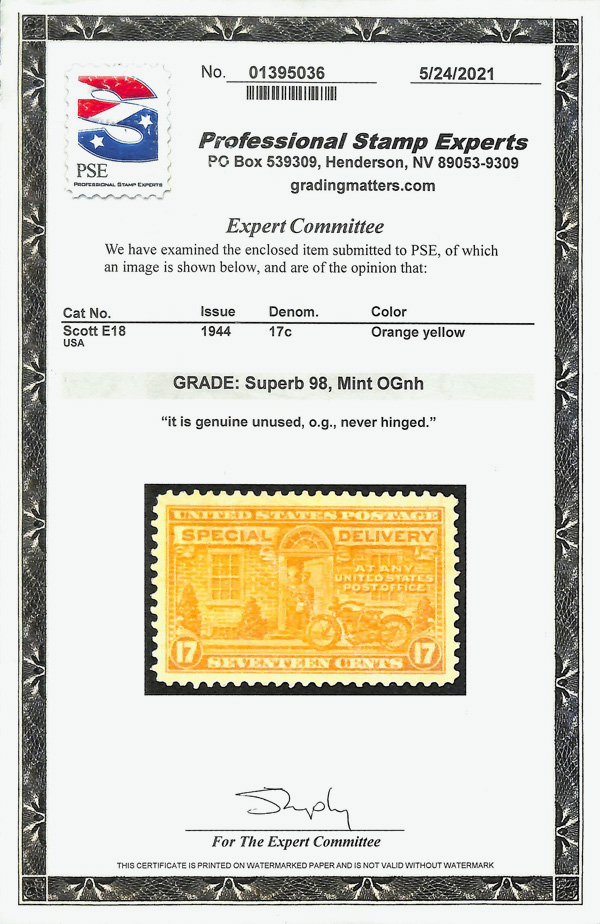 No. 01395036 5/24/2021
PSE
PROFESSIONAL STAMP EXPERTS
Professional Stamp Experts
PO Box 539309, Henderson, NV 89053-9309
gradingmatters.com
Expert Committee
We have examined the enclosed item submitted to PSE, of which
an image is shown below, and are of the opinion that:
Cat No. Issue Denom. Color
Scott E18 1944 17c Orange yellow
USA
GRADE: Superb 98, Mint OGnh
“it is genuine unused, o.g., never hinged.”
UNITED STATES POSTAGE
SPECIAL DELIVERY
AT ANY
UNITED STATES
POST OFFICE
17 SEVENTEEN CENTS 17
For The Expert Committee
THIS CERTIFICATE IS PRINTED ON WATERMARKED PAPER AND IS NOT VALID WITHOUT WATERMARK